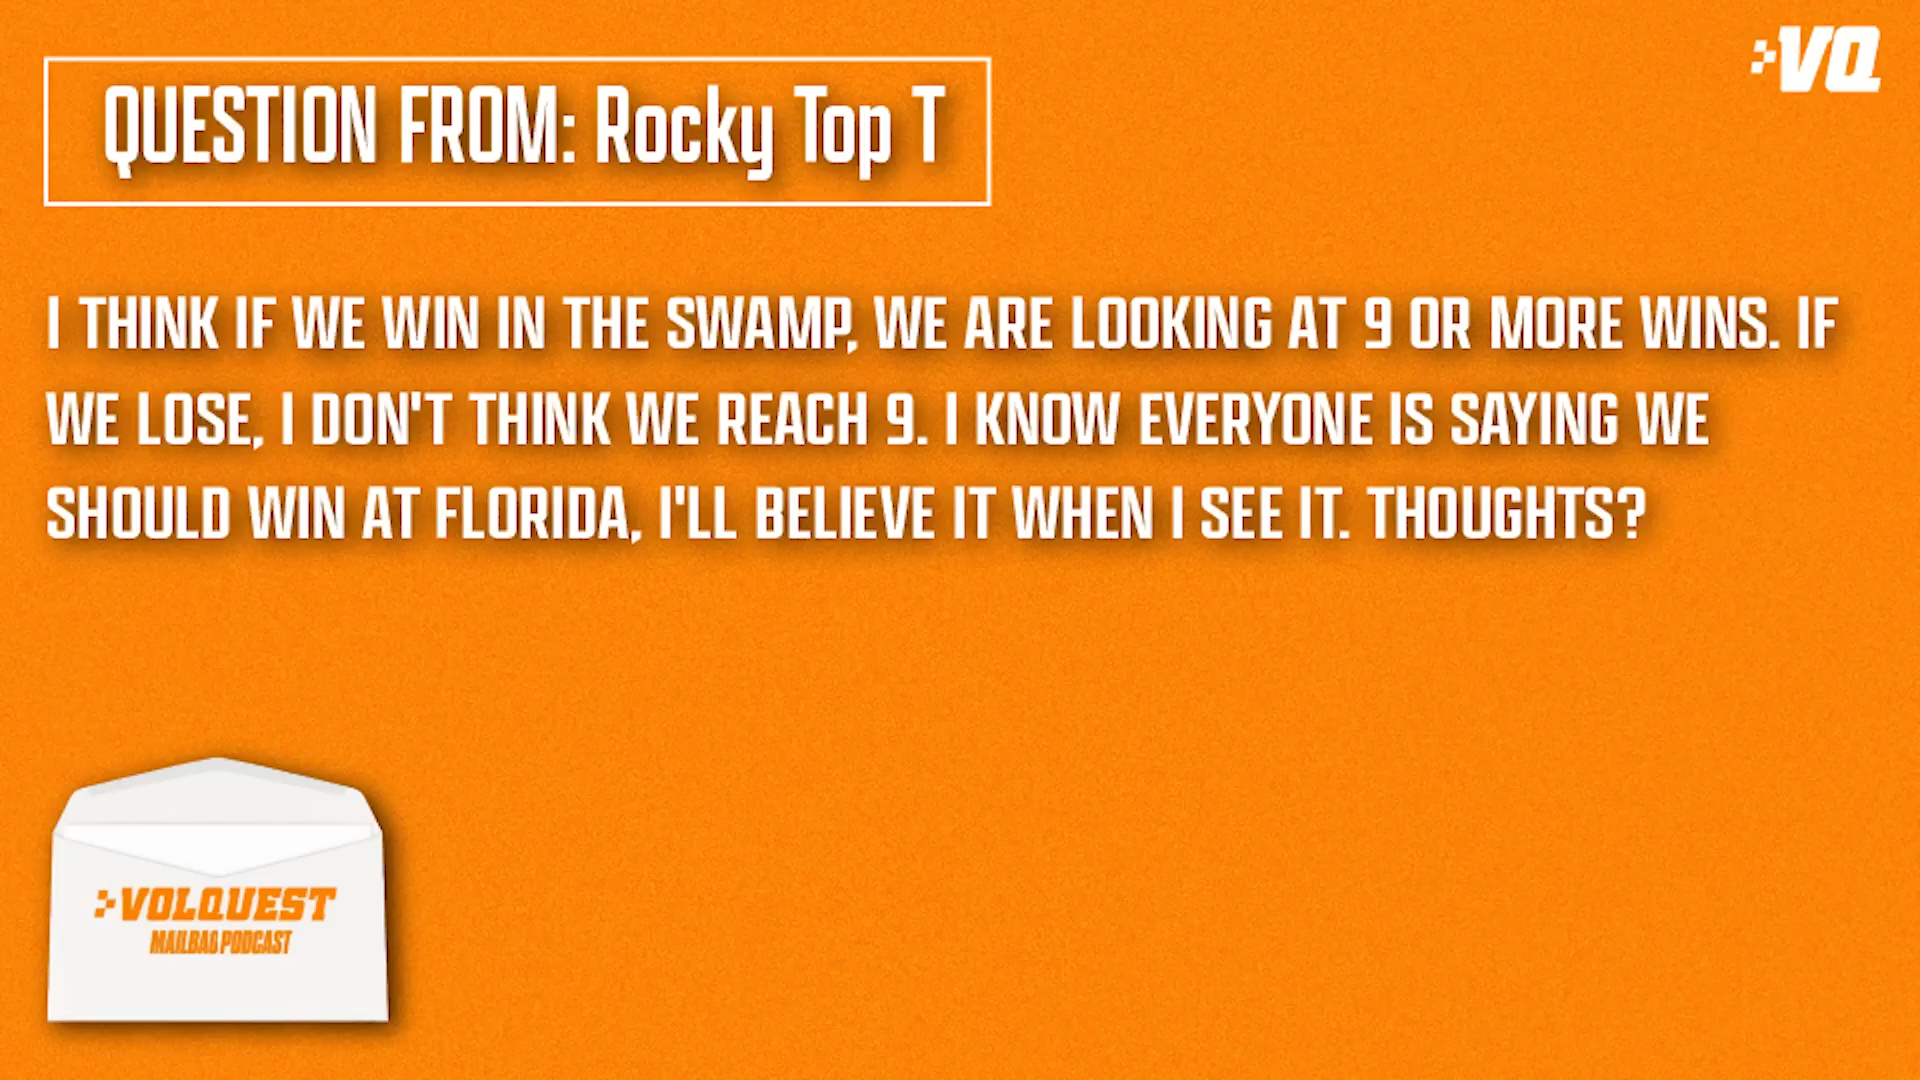 VQ
QUESTION FROM: Rocky Top T
I THINK IF WE WIN IN THE SWAMP, WE ARE LOOKING AT 9 OR MORE WINS. IF
WE LOSE, I DON'T THINK WE REACH 9. I KNOW EVERYONE IS SAYING WE
SHOULD WIN AT FLORIDA, I'LL BELIEVE IT WHEN I SEE IT. THOUGHTS?
VOLQUEST
MAILBAG PODCAST